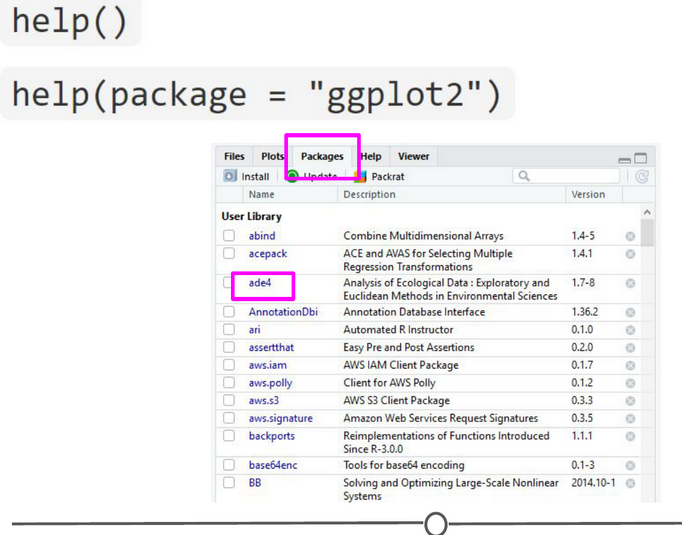 help()
help(package = "ggplot2")
Files Plots Packages Help Viewer
Install Update Packrat
Name Description Version
User Library
abind Combine Multidimensional Arrays 1.4-5
acepack ACE and AVAS for Selecting Multiple 1.4.1
Regression Transformations
ade4 Analysis of Ecological Data : Exploratory and 1.7-8
Euclidean Methods in Environmental Sciences
AnnotationDbi Annotation Database Interface 1.36.2
ari Automated R Instructor 0.1.0
assertthat Easy Pre and Post Assertions 0.2.0
aws.iam AWS IAM Client Package 0.1.7
aws.polly Client for AWS Polly 0.1.2
aws.s3 AWS S3 Client Package 0.3.3
aws.signature Amazon Web Services Request Signatures 0.3.5
backports Reimplementations of Functions Introduced 1.1.1
Since R-3.0.0
base64enc Tools for base64 encoding 0.1-3
BB Solving and Optimizing Large-Scale Nonlinear 2014.10-1
Systems